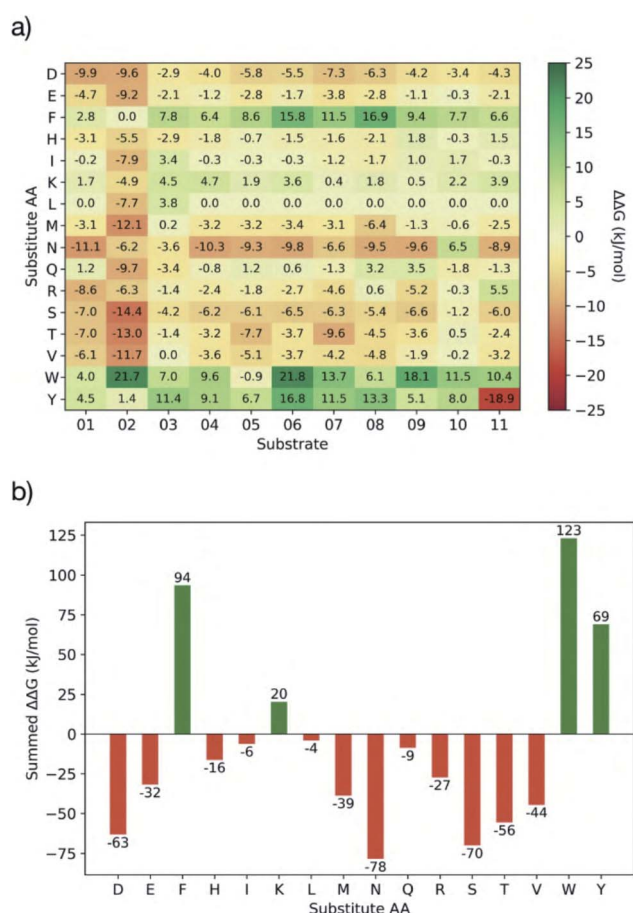 a)
D -9.9 -9.6 -2.9 -4.0 -5.8 -5.5 -7.3 -6.3 -4.2 -3.4 -4.3
E -4.7 -9.2 -2.1 -1.2 -2.8 -1.7 -3.8 -2.8 -1.1 -0.3 -2.1
F 2.8 0.0 7.8 6.4 8.6 15.8 11.5 16.9 9.4 7.7 6.6
H -3.1 -5.5 -2.9 -1.8 -0.7 -1.5 -1.6 -2.1 1.8 -0.3 1.5
I -0.2 -7.9 3.4 -0.3 -0.3 -0.3 -1.2 -1.7 1.0 1.7 -0.3
K 1.7 -4.9 4.5 4.7 1.9 3.6 0.4 1.8 0.5 2.2 3.9
L 0.0 -7.7 3.8 0.0 0.0 0.0 0.0 0.0 0.0 0.0 0.0
M -3.1 -12.1 0.2 -3.2 -3.2 -3.4 -3.1 -6.4 -1.3 -0.6 -2.5
N -11.1 -6.2 -3.6 -10.3 -9.3 -9.8 -6.6 -9.5 -9.6 6.5 -8.9
Q 1.2 -9.7 -3.4 -0.8 1.2 0.6 -1.3 3.2 3.5 -1.8 -1.3
R -8.6 -6.3 -1.4 -2.4 -1.8 -2.7 -4.6 0.6 -5.2 -0.3 5.5
S -7.0 -14.4 -4.2 -6.2 -6.1 -6.5 -6.3 -5.4 -6.6 -1.2 -6.0
T -7.0 -13.0 -1.4 -3.2 -7.7 -3.7 -9.6 -4.5 -3.6 0.5 -2.4
V -6.1 -11.7 0.0 -3.6 -5.1 -3.7 -4.2 -4.8 -1.9 -0.2 -3.2
W 4.0 21.7 7.0 9.6 -0.9 21.8 13.7 6.1 18.1 11.5 10.4
Y 4.5 1.4 11.4 9.1 6.7 16.8 11.5 13.3 5.1 8.0 -18.9
01 02 03 04 05 06 07 08 09 10 11
Substrate
Substitute AA
25
20
15
10
5
0
-5
-10
-15
-20
-25
ΔΔG (kJ/mol)
b)
Summed ΔΔG (kJ/mol)
125
100
75
50
25
0
-25
-50
-75
-63 -32 94 -16 -6 20 -4 -39 -78 -9 -27 -70 -56 -44 123 69
D E F H I K L M N Q R S T V W Y
Substitute AA